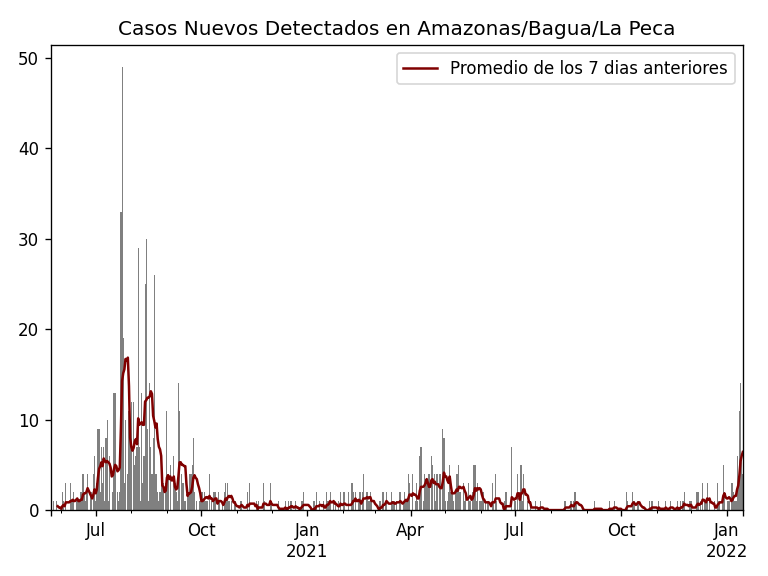 Casos Nuevos Detectados en Amazonas/Bagua/La Peca
Promedio de los 7 dias anteriores
50
40
30
20
10
0
Jul
Oct
Jan
2021
Apr
Jul
Oct
Jan
2022